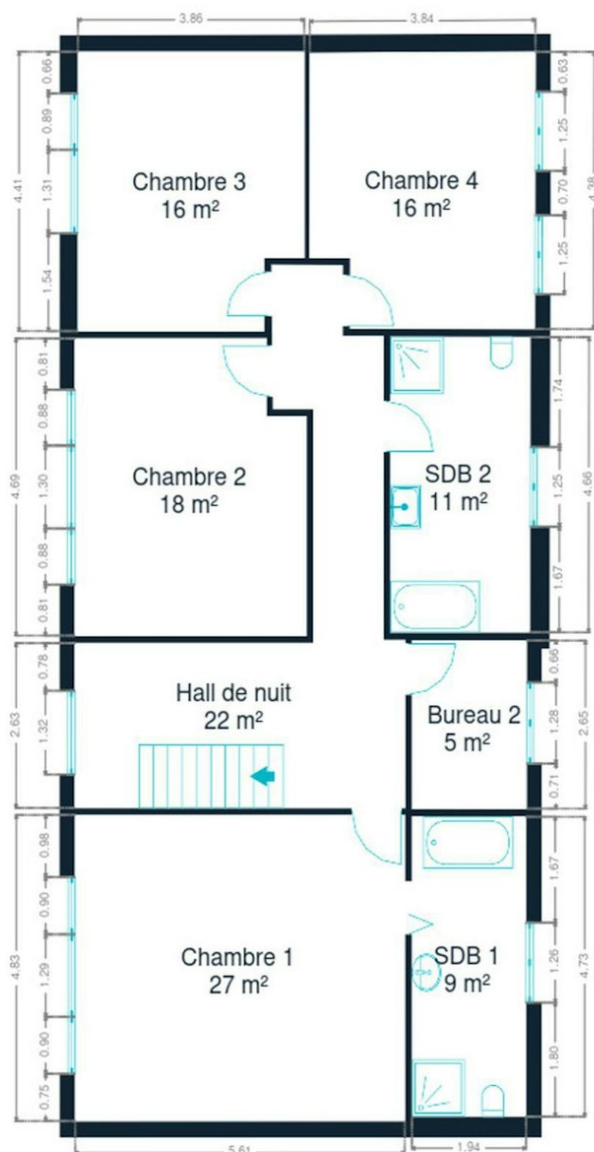 3.86
3.84
0.66
0.89
1.31
1.54
4.41
0.63
1.25
0.70
1.25
4.38
Chambre 3
16 m²
Chambre 4
16 m²
0.81
0.88
1.30
0.88
0.81
4.69
1.74
1.25
1.67
4.66
Chambre 2
18 m²
SDB 2
11 m²
0.78
1.32
2.63
0.66
1.28
0.71
2.65
Hall de nuit
22 m²
Bureau 2
5 m²
0.98
0.90
1.29
0.90
0.75
4.83
1.67
1.26
1.80
4.73
Chambre 1
27 m²
SDB 1
9 m²
5.61
1.94